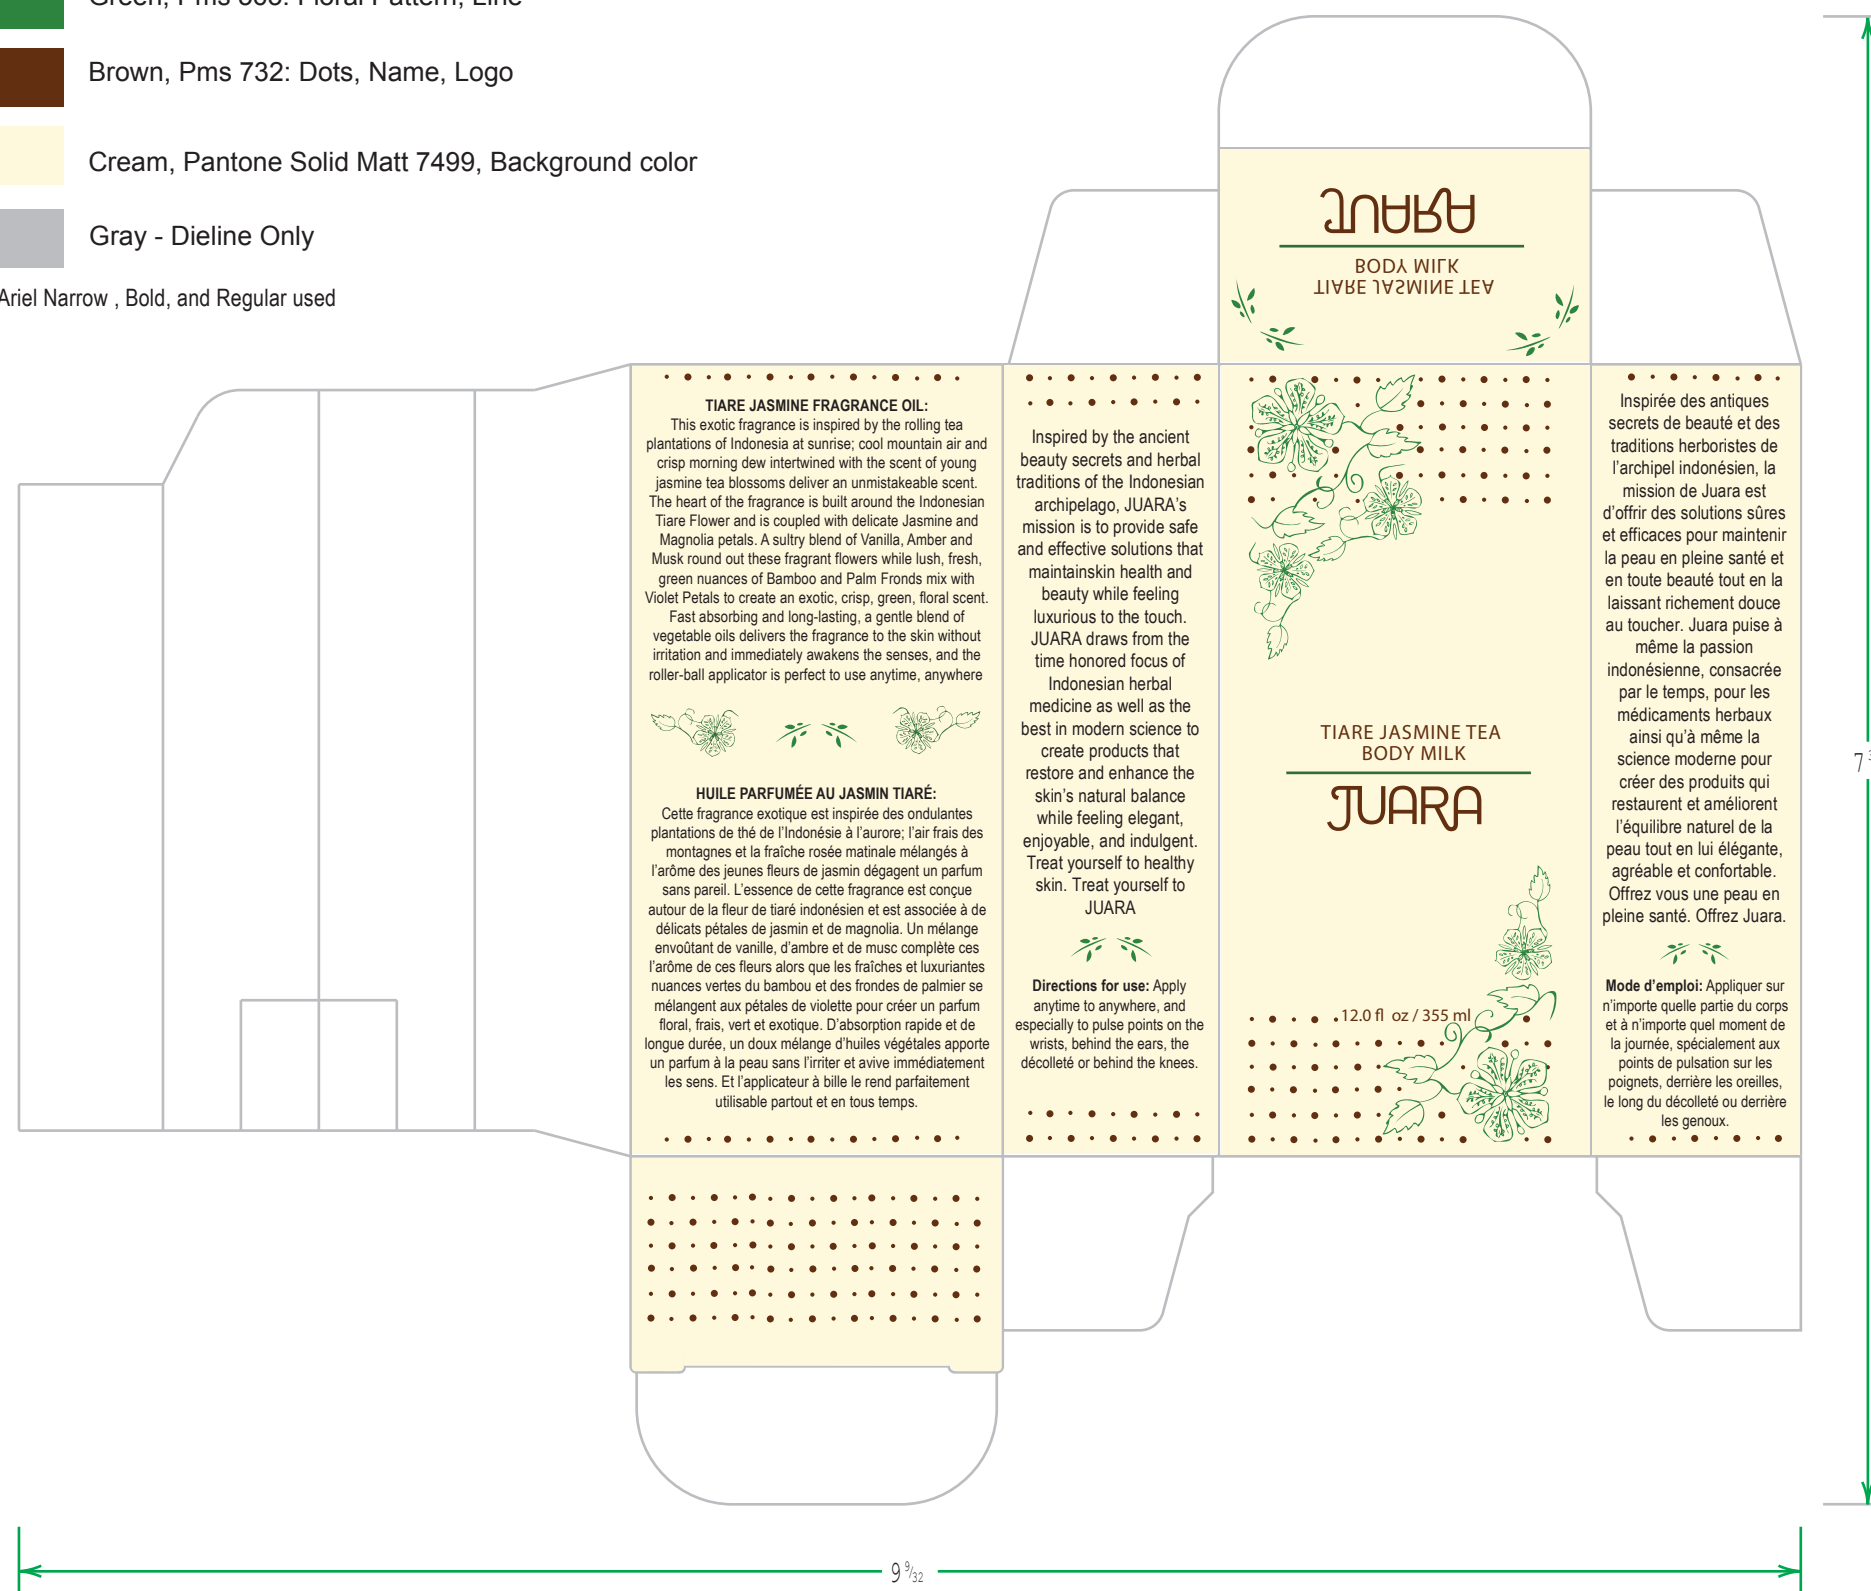 Brown, Pms 732: Dots, Name, Logo
Cream, Pantone Solid Matt 7499, Background color
Gray - Dieline Only
Ariel Narrow , Bold, and Regular used
JUARA
BODY MILK
TIARE JASMINE TEA
TIARE JASMINE FRAGRANCE OIL:
This exotic fragrance is inspired by the rolling tea
plantations of Indonesia at sunrise; cool mountain air and
crisp morning dew intertwined with the scent of young
jasmine tea blossoms deliver an unmistakeable scent.
The heart of the fragrance is built around the Indonesian
Tiare Flower and is coupled with delicate Jasmine and
Magnolia petals. A sultry blend of Vanilla, Amber and
Musk round out these fragrant flowers while lush, fresh,
green nuances of Bamboo and Palm Fronds mix with
Violet Petals to create an exotic, crisp, green, floral scent.
Fast absorbing and long-lasting, a gentle blend of
vegetable oils delivers the fragrance to the skin without
irritation and immediately awakens the senses, and the
roller-ball applicator is perfect to use anytime, anywhere
HUILE PARFUMÉE AU JASMIN TIARÉ:
Cette fragrance exotique est inspirée des ondulantes
plantations de thé de l'Indonésie à l'aurore; l'air frais des
montagnes et la fraîche rosée matinale mélangés à
l'arôme des jeunes fleurs de jasmin dégagent un parfum
sans pareil. L'essence de cette fragrance est conçue
autour de la fleur de tiaré indonésien et est associée à de
délicats pétales de jasmin et de magnolia. Un mélange
envoûtant de vanille, d'ambre et de musc complète ces
l'arôme de ces fleurs alors que les fraîches et luxuriantes
nuances vertes du bambou et des frondes de palmier se
mélangent aux pétales de violette pour créer un parfum
floral, frais, vert et exotique. D'absorption rapide et de
longue durée, un doux mélange d'huiles végétales apporte
un parfum à la peau sans l'irriter et avive immédiatement
les sens. Et l'applicateur à bille le rend parfaitement
utilisable partout et en tous temps.
Inspired by the ancient
beauty secrets and herbal
traditions of the Indonesian
archipelago, JUARA's
mission is to provide safe
and effective solutions that
maintainskin health and
beauty while feeling
luxurious to the touch.
JUARA draws from the
time honored focus of
Indonesian herbal
medicine as well as the
best in modern science to
create products that
restore and enhance the
skin's natural balance
while feeling elegant,
enjoyable, and indulgent.
Treat yourself to healthy
skin. Treat yourself to
JUARA
Directions for use: Apply
anytime to anywhere, and
especially to pulse points on the
wrists, behind the ears, the
décolleté or behind the knees.
TIARE JASMINE TEA
BODY MILK
JUARA
12.0 fl oz / 355 ml
Inspirée des antiques
secrets de beauté et des
traditions herboristes de
l'archipel indonésien, la
mission de Juara est
d'offrir des solutions sûres
et efficaces pour maintenir
la peau en pleine santé et
en toute beauté tout en la
laissant richement douce
au toucher. Juara puise à
même la passion
indonésienne, consacrée
par le temps, pour les
médicaments herbaux
ainsi qu'à même la
science moderne pour
créer des produits qui
restaurent et améliorent
l'équilibre naturel de la
peau tout en lui élégante,
agréable et confortable.
Offrez vous une peau en
pleine santé. Offrez Juara.
Mode d'emploi: Appliquer sur
n'importe quelle partie du corps
et à n'importe quel moment de
la journée, spécialement aux
points de pulsation sur les
poignets, derrière les oreilles,
le long du décolleté ou derrière
les genoux.
7
9 9/32